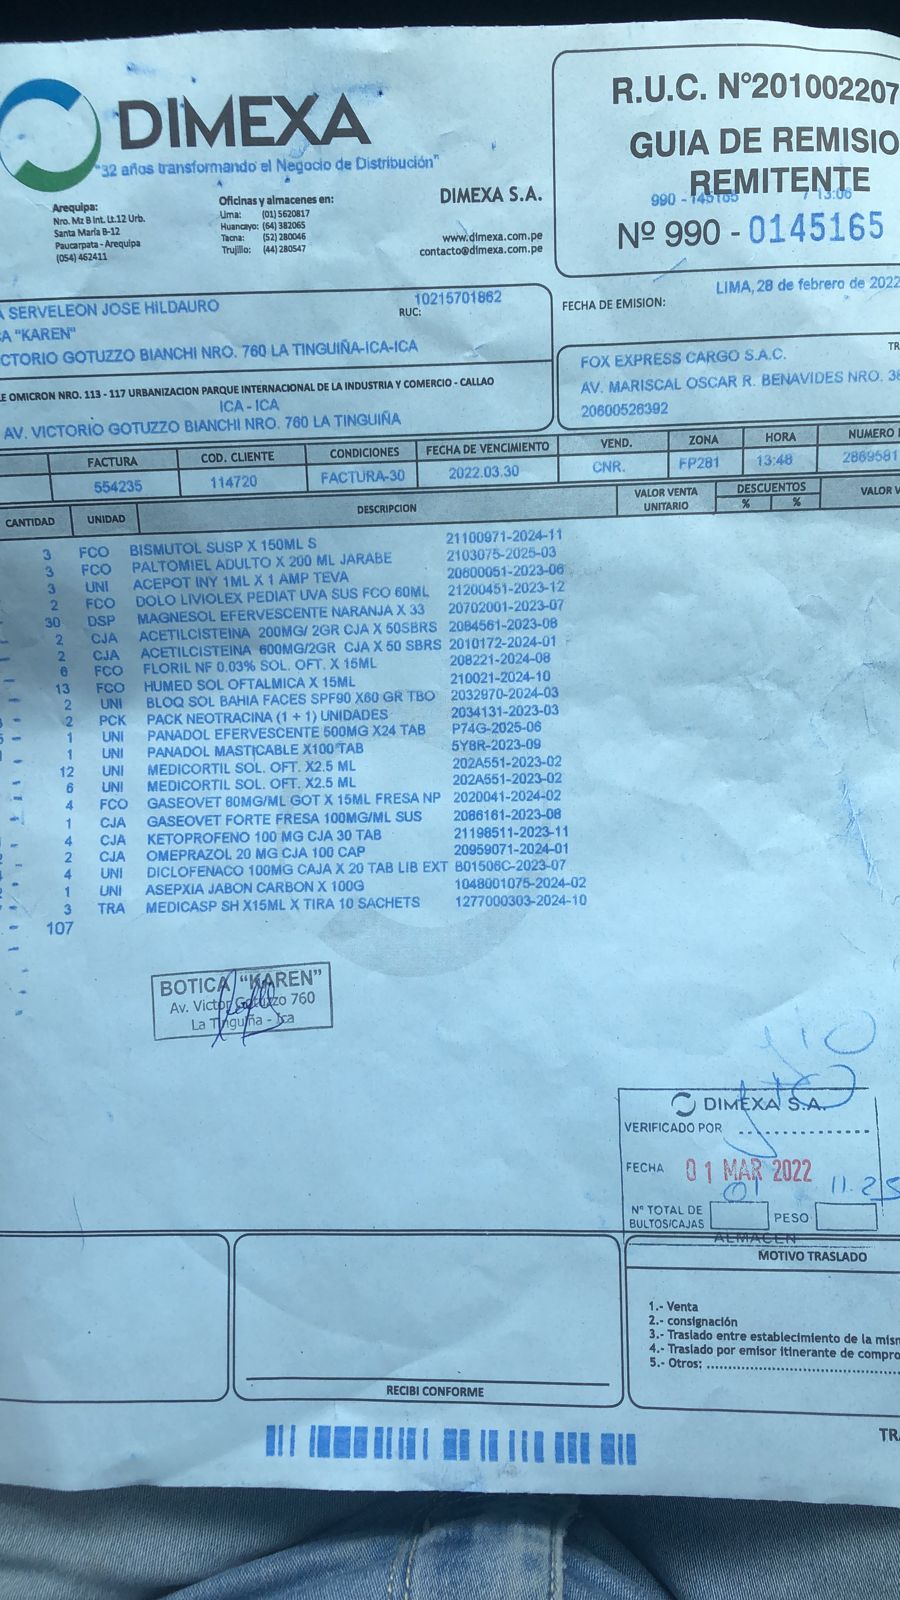 DIMEXA
"32 años transformando el Negocio de Distribución"
Arequipa:
Nro. Mz B Int. Lt.12 Urb.
Santa María B-12
Paucarpata - Arequipa
(054) 462411
Oficinas y almacenes en:
Lima: (01) 5620817
Huancayo: (64) 382065
Tacna: (52) 280046
Trujillo: (44) 280547
DIMEXA S.A.
www.dimexa.com.pe
contacto@dimexa.com.pe
R.U.C. N°201002207
GUIA DE REMISIO
REMITENTE
990 - 145165 / 13:06
Nº 990 - 0145165
A SERVELEON JOSE HILDAURO
10215701862
RUC:
A "KAREN"
CTORIO GOTUZZO BIANCHI NRO. 760 LA TINGUIÑA-ICA-ICA
LIMA, 28 de febrero de 2022
FECHA DE EMISION:
TR
FOX EXPRESS CARGO S.A.C.
AV. MARISCAL OSCAR R. BENAVIDES NRO. 38
20600526392
LE OMICRON NRO. 113 - 117 URBANIZACION PARQUE INTERNACIONAL DE LA INDUSTRIA Y COMERCIO - CALLAO
ICA - ICA
AV. VICTORIO GOTUZZO BIANCHI NRO. 760 LA TINGUIÑA
FACTURA COD. CLIENTE CONDICIONES FECHA DE VENCIMIENTO VEND. ZONA HORA NUMERO
554235 114720 FACTURA-30 2022.03.30 CNR. FP281 13:48 2869581
CANTIDAD UNIDAD DESCRIPCION VALOR VENTA UNITARIO DESCUENTOS % % VALOR V
3 FCO BISMUTOL SUSP X 150ML S 21100971-2024-11
3 FCO PALTOMIEL ADULTO X 200 ML JARABE 2103075-2025-03
3 UNI ACEPOT INY 1ML X 1 AMP TEVA 20800051-2023-06
2 FCO DOLO LIVIOLEX PEDIAT UVA SUS FCO 60ML 21200451-2023-12
30 DSP MAGNESOL EFERVESCENTE NARANJA X 33 20702001-2023-07
2 CJA ACETILCISTEINA 200MG/ 2GR CJA X 50SBRS 2084561-2023-08
2 CJA ACETILCISTEINA 600MG/2GR CJA X 50 SBRS 2010172-2024-01
6 FCO FLORIL NF 0.03% SOL. OFT. X 15ML 208221-2024-08
13 FCO HUMED SOL OFTALMICA X 15ML 210021-2024-10
2 UNI BLOQ SOL BAHIA FACES SPF90 X60 GR TBO 2032970-2024-03
2 PCK PACK NEOTRACINA (1 + 1) UNIDADES 2034131-2023-03
1 UNI PANADOL EFERVESCENTE 500MG X24 TAB P74G-2025-06
1 UNI PANADOL MASTICABLE X100 TAB 5Y8R-2023-09
12 UNI MEDICORTIL SOL. OFT. X2.5 ML 202A551-2023-02
6 UNI MEDICORTIL SOL. OFT. X2.5 ML 202A551-2023-02
4 FCO GASEOVET 80MG/ML GOT X 15ML FRESA NP 2020041-2024-02
1 CJA GASEOVET FORTE FRESA 100MG/ML SUS 2086161-2023-08
4 CJA KETOPROFENO 100 MG CJA 30 TAB 21198511-2023-11
2 CJA OMEPRAZOL 20 MG CJA 100 CAP 20959071-2024-01
4 UNI DICLOFENACO 100MG CAJA X 20 TAB LIB EXT B01506C-2023-07
1 UNI ASEPXIA JABON CARBON X 100G 1048001075-2024-02
3 TRA MEDICASP SH X15ML X TIRA 10 SACHETS 1277000303-2024-10
107
BOTICA "KAREN"
Av. Victor Gotuzzo 760
La Tinguiña - Ica
DIMEXA S.A.
VERIFICADO POR
FECHA 01 MAR 2022
01 11.25
Nº TOTAL DE BULTOS/CAJAS PESO
ALMACEN
MOTIVO TRASLADO
1.- Venta
2.- consignación
3.- Traslado entre establecimiento de la mism
4.- Traslado por emisor itinerante de compro
5.- Otros:
RECIBI CONFORME
TRA